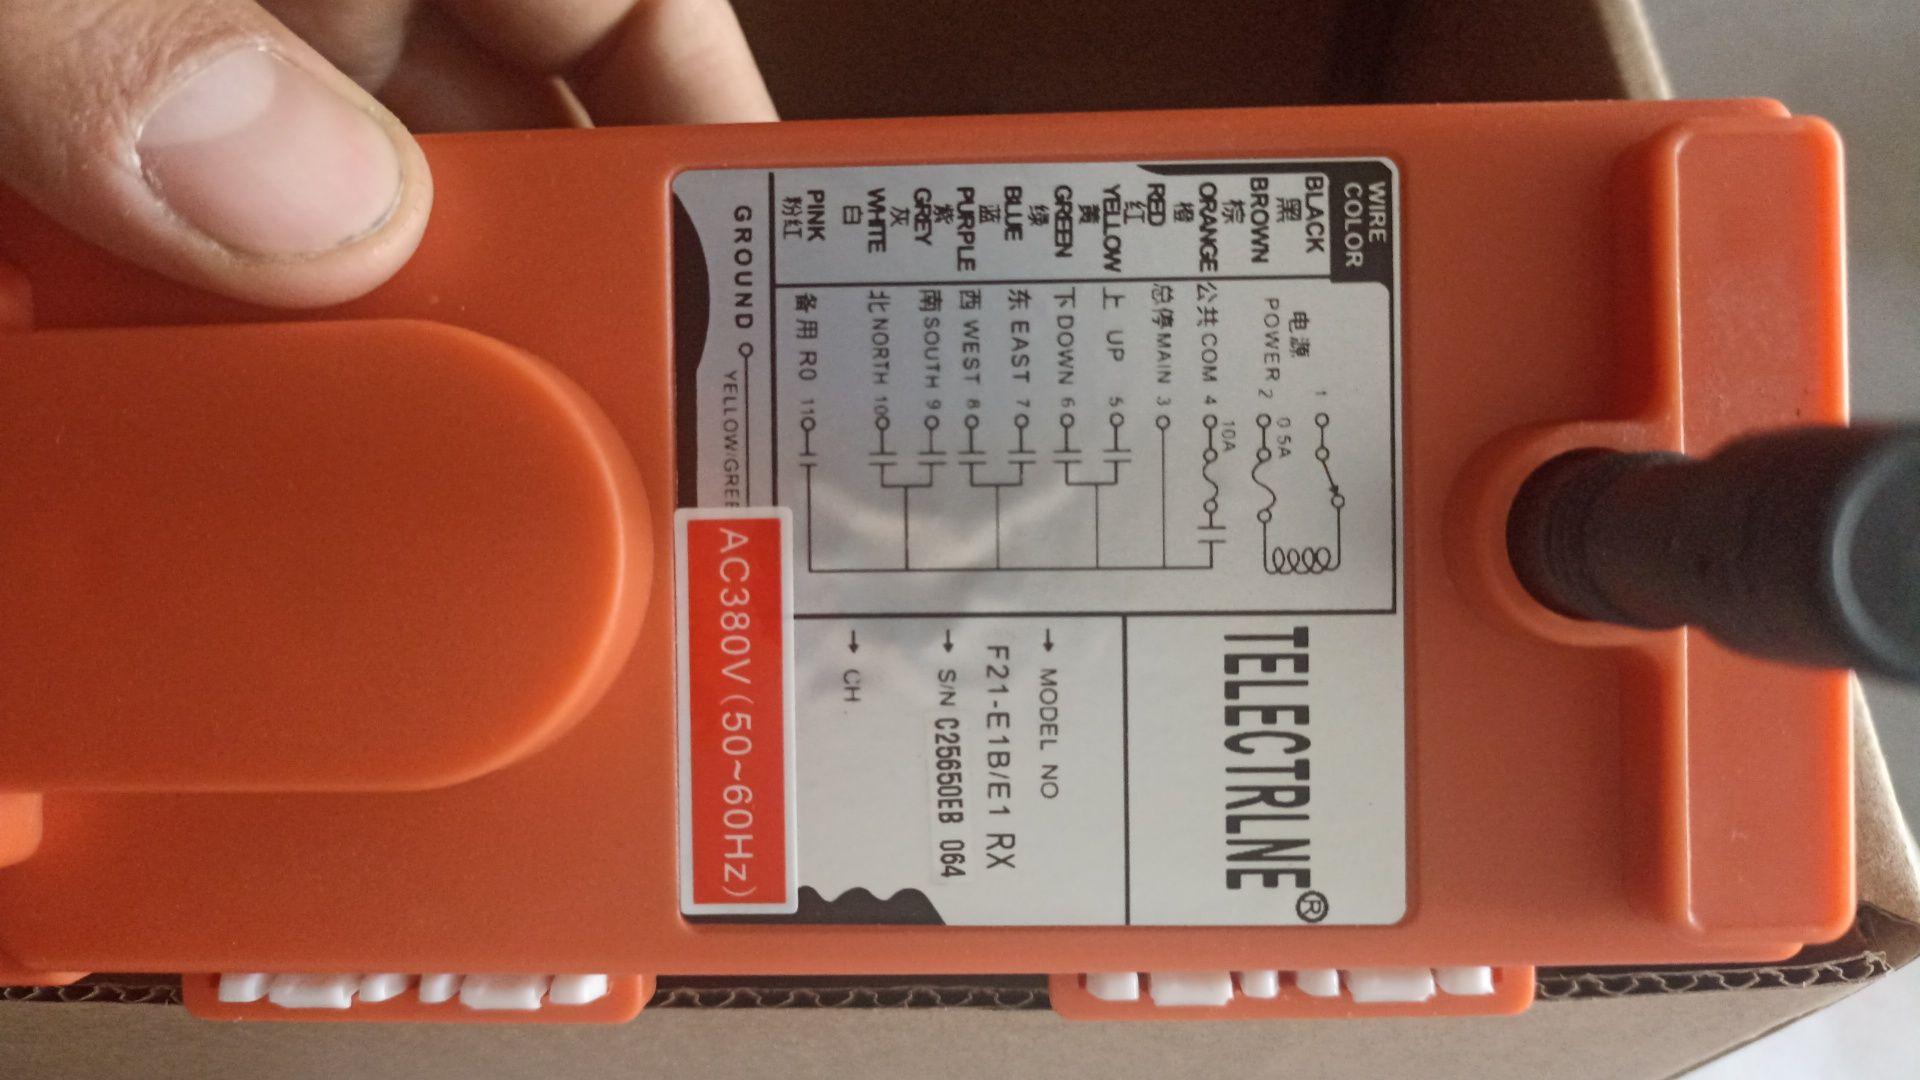 WIRE
COLOR
BLACK
黑
BROWN
棕
ORANGE
橙
RED
红
YELLOW
黄
GREEN
绿
BLUE
蓝
PURPLE
紫
GREY
灰
WHITE
白
PINK
粉红
1
电源
POWER 2
0.5A
10A
公共 COM 4
总停 MAIN 3
上 UP 5
下 DOWN 6
东 EAST 7
西 WEST 8
南 SOUTH 9
北 NORTH 10
备用 R0 11
GROUND
YELLOW/GREE
TELECTRLNE®
→ MODEL NO
F21-E1B/E1 RX
→ S/N C25650EB 064
→ CH.
AC380V(50~60Hz)